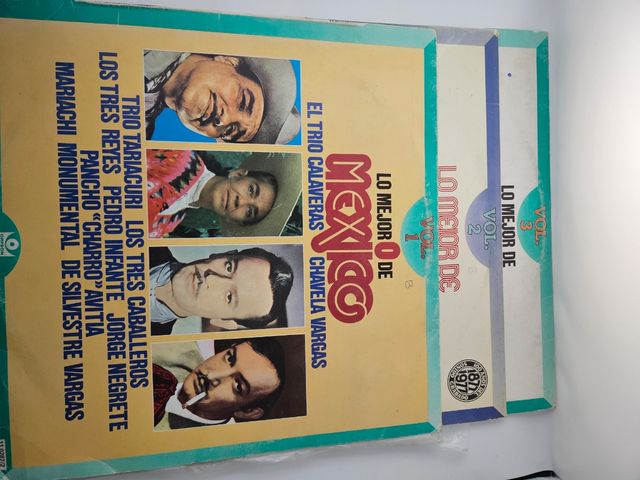 VOL. 1
LO MEJOR DE
MEXICO
EL TRIO CALAVERAS CHAVELA VARGAS
TRIO TARIACURI LOS TRES CABALLEROS
LOS TRES REYES PEDRO INFANTE JORGE NEGRETE
PANCHO "CHARRO" AVITIA
MARIACHI MONUMENTAL DE SILVESTRE VARGAS
B
VOL. 2
LO MEJOR DE
1877
1977
VOL. 3
LO MEJOR DE